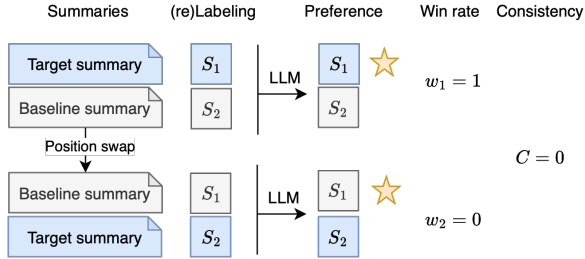 Summaries (re)Labeling Preference Win rate Consistency
Target summary S₁ LLM S₁ w₁ = 1
Baseline summary S₂ S₂
Position swap
C = 0
Baseline summary S₁ LLM S₁
Target summary S₂ S₂ w₂ = 0